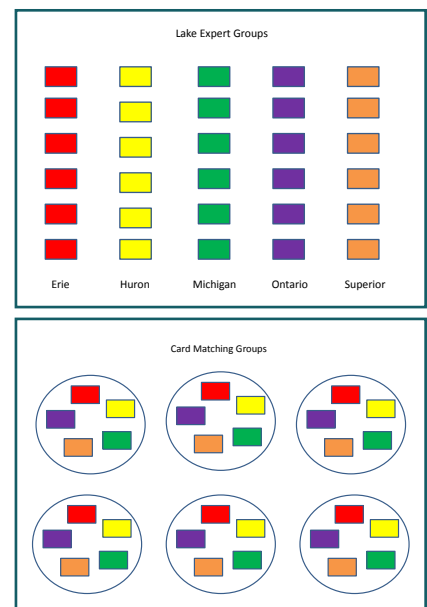 Lake Expert Groups
Erie Huron Michigan Ontario Superior
Card Matching Groups